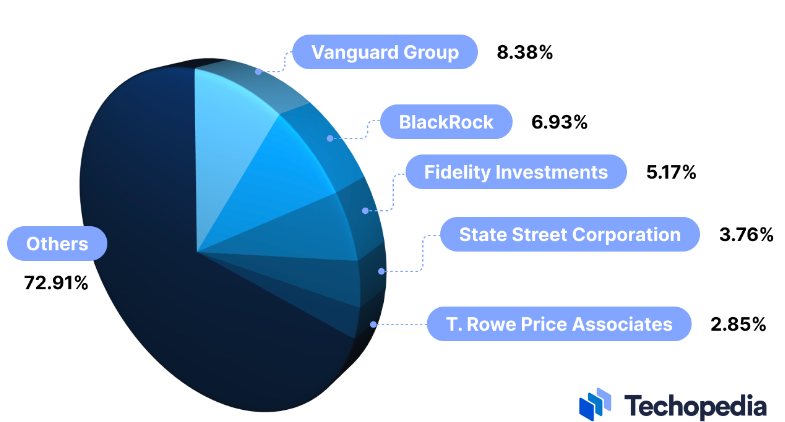 Vanguard Group 8.38%
BlackRock 6.93%
Fidelity Investments 5.17%
State Street Corporation 3.76%
Others
72.91%
T. Rowe Price Associates 2.85%
Techopedia